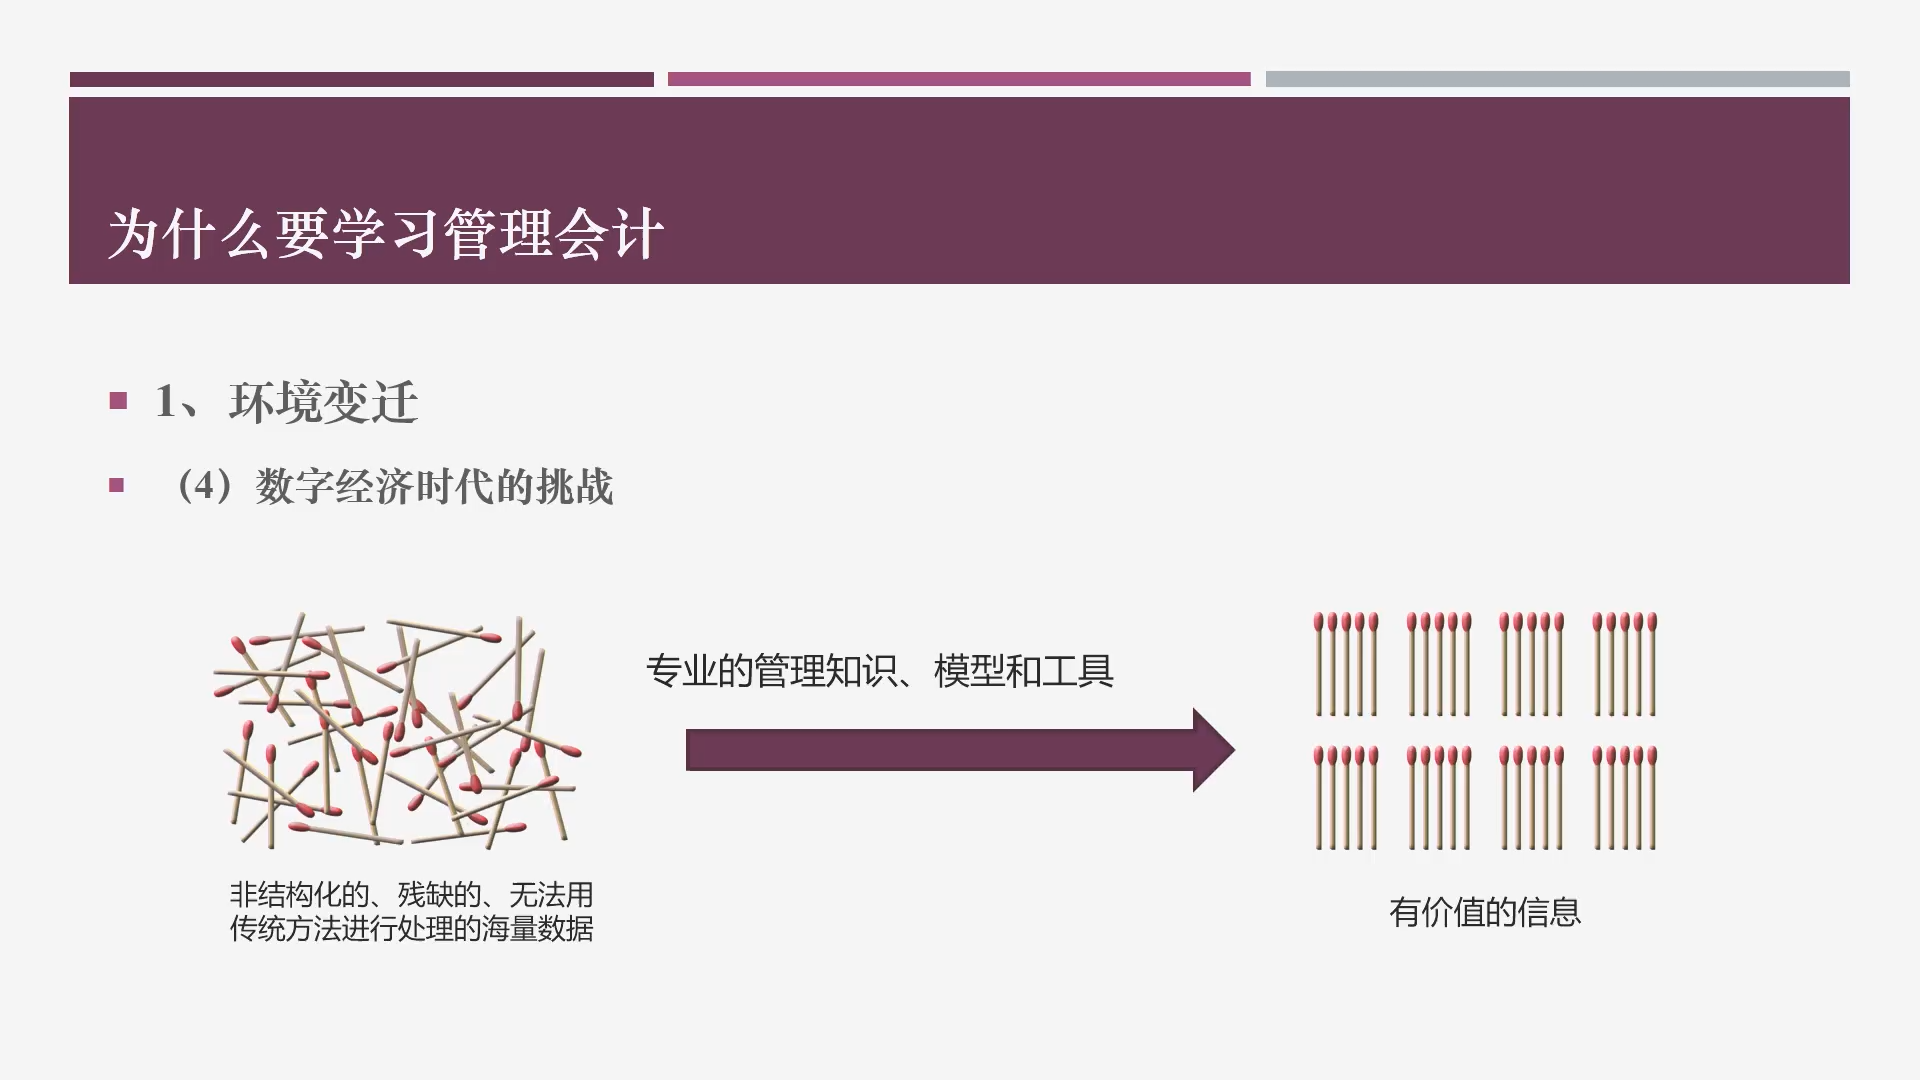 为什么要学习管理会计
1、环境变迁
（4）数字经济时代的挑战
专业的管理知识、模型和工具
非结构化的、残缺的、无法用
传统方法进行处理的海量数据
有价值的信息